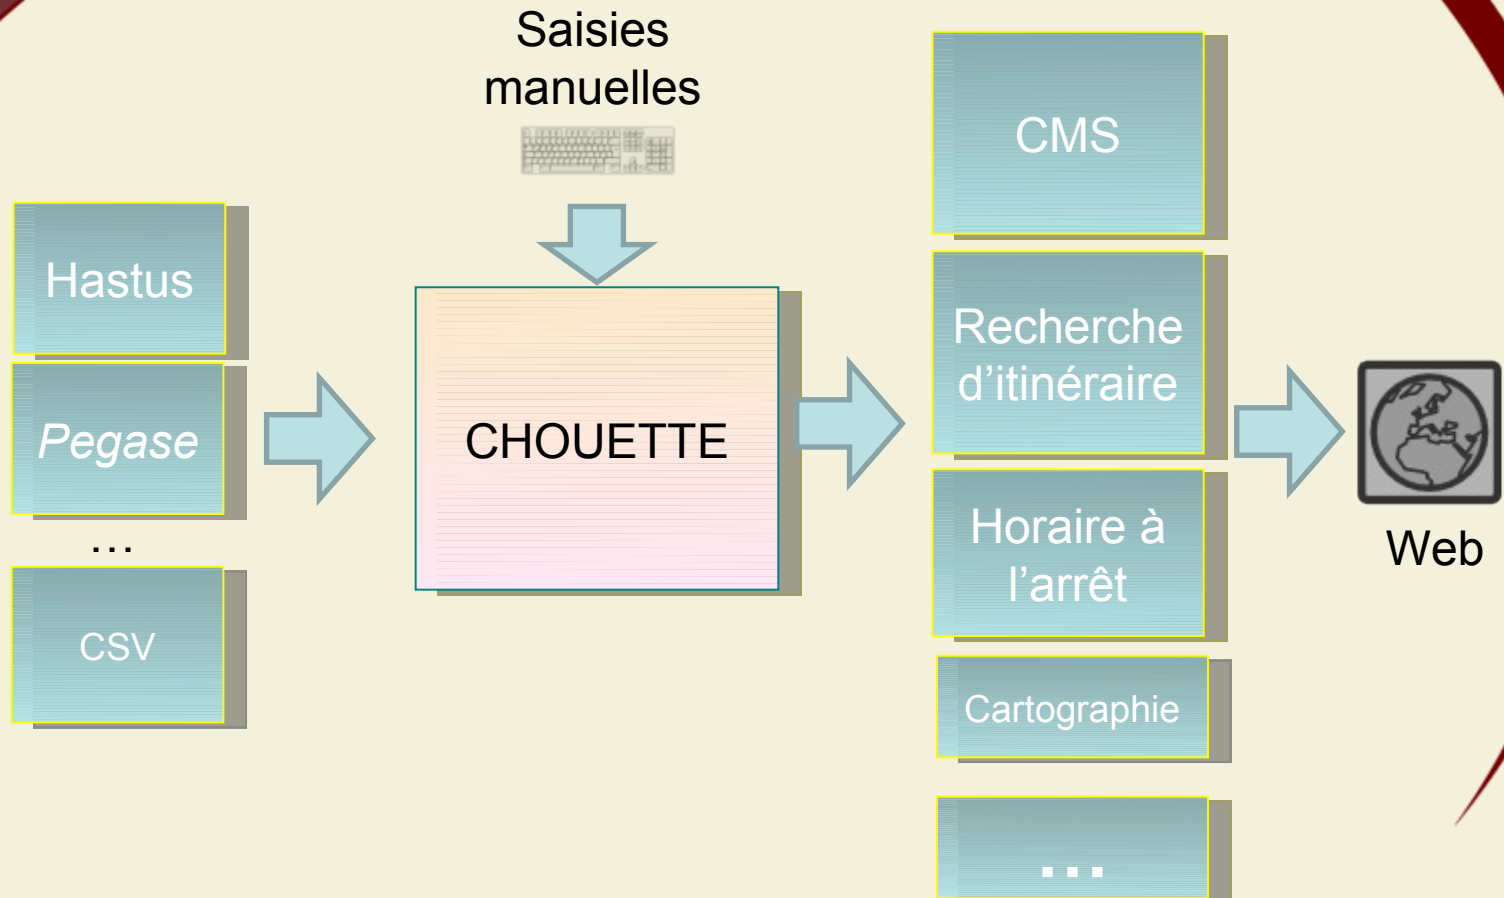 Saisies
manuelles
Hastus
Pegase
…
CSV
CHOUETTE
CMS
Recherche
d’itinéraire
Horaire à
l’arrêt
Cartographie
…
Web